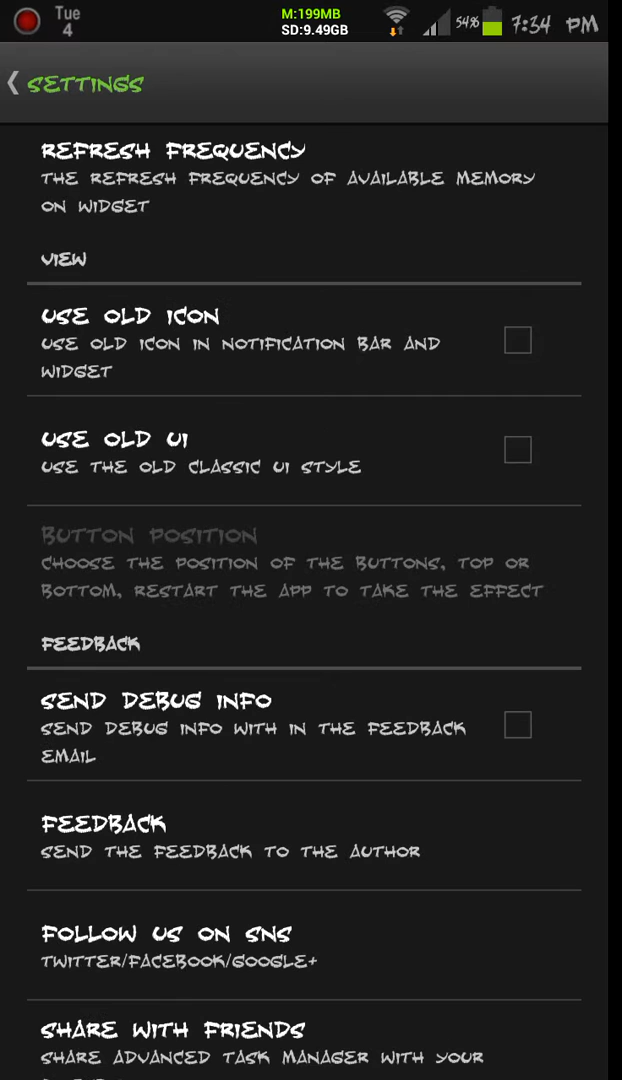 Tue
4
M:199MB
SD:9.49GB
54%
7:34 PM
SETTINGS
REFRESH FREQUENCY
THE REFRESH FREQUENCY OF AVAILABLE MEMORY
ON WIDGET
VIEW
USE OLD ICON
USE OLD ICON IN NOTIFICATION BAR AND
WIDGET
USE OLD UI
USE THE OLD CLASSIC UI STYLE
BUTTON POSITION
CHOOSE THE POSITION OF THE BUTTONS, TOP OR
BOTTOM, RESTART THE APP TO TAKE THE EFFECT
FEEDBACK
SEND DEBUG INFO
SEND DEBUG INFO WITH IN THE FEEDBACK
EMAIL
FEEDBACK
SEND THE FEEDBACK TO THE AUTHOR
FOLLOW US ON SNS
TWITTER/FACEBOOK/GOOGLE+
SHARE WITH FRIENDS
SHARE ADVANCED TASK MANAGER WITH YOUR